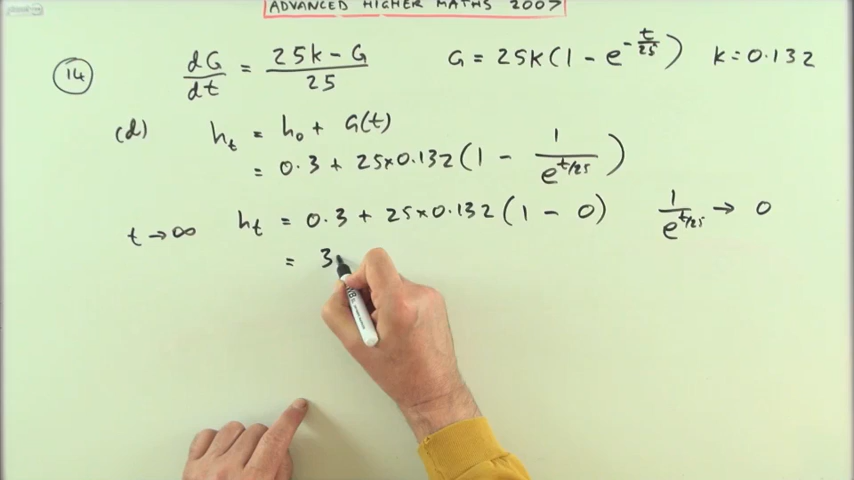 ADVANCED HIGHER MATHS 2007
14 dG/dt = (25k - G)/25 G = 25K(1 - e^(-t/25)) K = 0.132
(d) h_t = h_0 + G(t)
= 0.3 + 25×0.132(1 - 1/e^(t/25))
t → ∞ h_t = 0.3 + 25×0.132(1 - 0) 1/e^(t/25) → 0
= 3